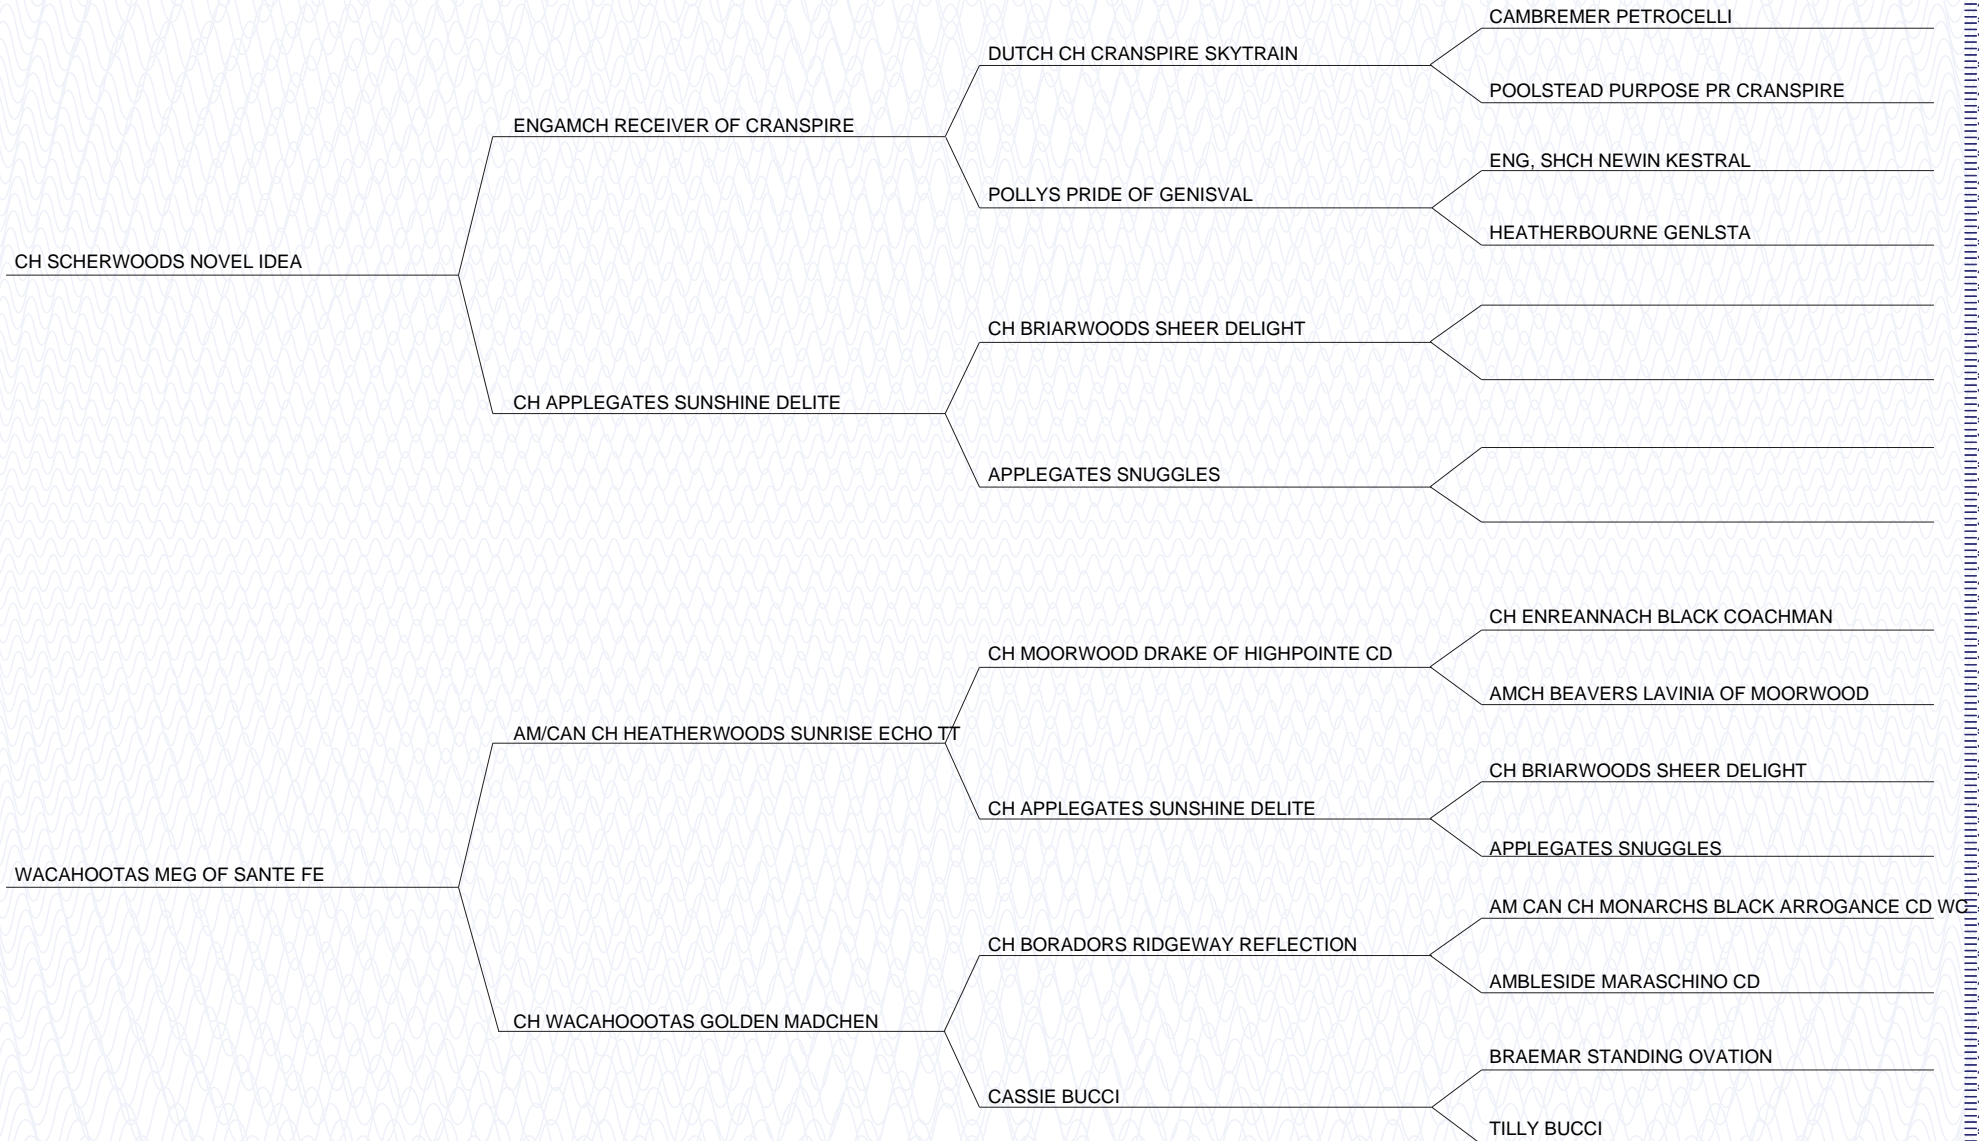 CAMBREMER PETROCELLI
DUTCH CH CRANSPIRE SKYTRAIN
POOLSTEAD PURPOSE PR CRANSPIRE
ENGAMCH RECEIVER OF CRANSPIRE
ENG, SHCH NEWIN KESTRAL
POLLYS PRIDE OF GENISVAL
HEATHERBOURNE GENLSTA
CH SCHERWOODS NOVEL IDEA
CH BRIARWOODS SHEER DELIGHT
CH APPLEGATES SUNSHINE DELITE
APPLEGATES SNUGGLES
CH ENREANNACH BLACK COACHMAN
CH MOORWOOD DRAKE OF HIGHPOINTE CD
AMCH BEAVERS LAVINIA OF MOORWOOD
AM/CAN CH HEATHERWOODS SUNRISE ECHO TT
CH BRIARWOODS SHEER DELIGHT
CH APPLEGATES SUNSHINE DELITE
APPLEGATES SNUGGLES
WACAHOOTAS MEG OF SANTE FE
AM CAN CH MONARCHS BLACK ARROGANCE CD WC
CH BORADORS RIDGEWAY REFLECTION
AMBLESIDE MARASCHINO CD
CH WACAHOOOTAS GOLDEN MADCHEN
BRAEMAR STANDING OVATION
CASSIE BUCCI
TILLY BUCCI